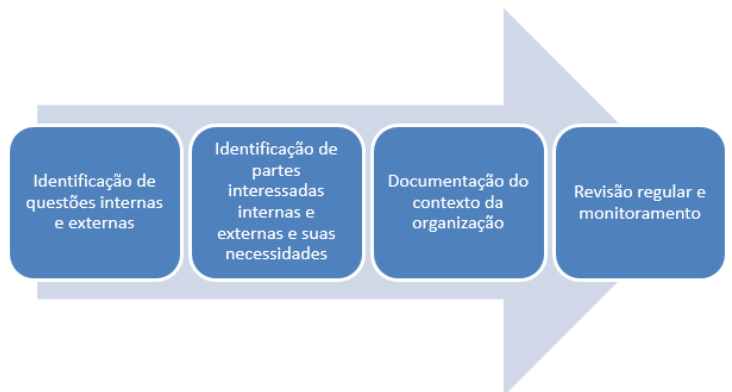 Identificação de
questões internas
e externas
Identificação de
partes
interessadas
internas e
externas e suas
necessidades
Documentação do
contexto da
organização
Revisão regular e
monitoramento